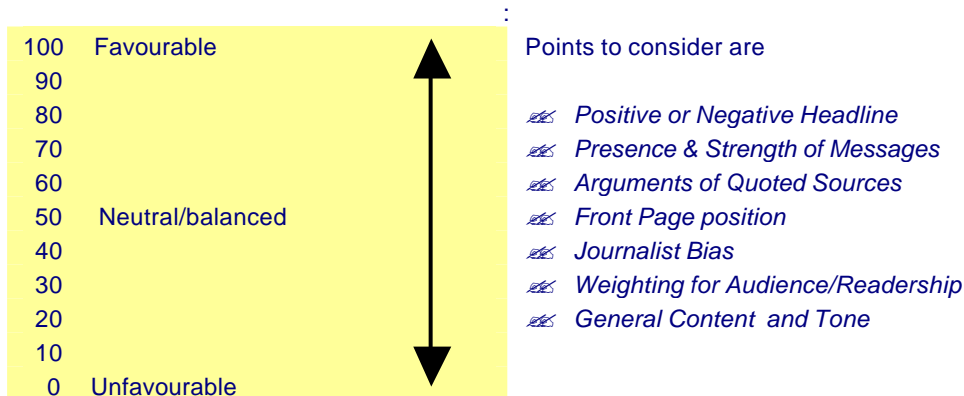 :
100 Favourable
90
80
70
60
50 Neutral/balanced
40
30
20
10
0 Unfavourable
Points to consider are
Positive or Negative Headline
Presence & Strength of Messages
Arguments of Quoted Sources
Front Page position
Journalist Bias
Weighting for Audience/Readership
General Content and Tone